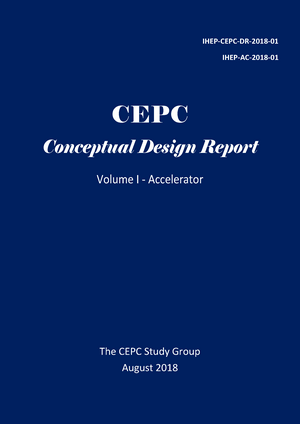 IHEP-CEPC-DR-2018-01
IHEP-AC-2018-01
CEPC
Conceptual Design Report
Volume I - Accelerator
The CEPC Study Group
August 2018